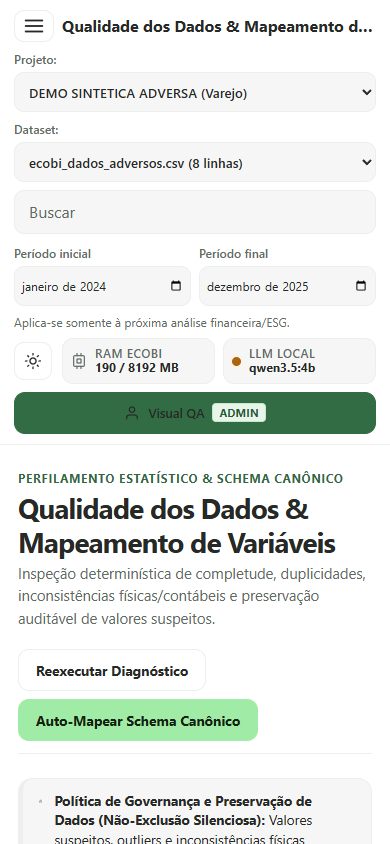 Qualidade dos Dados & Mapeamento d...
Projeto:
DEMO SINTETICA ADVERSA (Varejo)
Dataset:
ecobi_dados_adversos.csv (8 linhas)
Buscar
Período inicial
Período final
janeiro de 2024
dezembro de 2025
Aplica-se somente à próxima análise financeira/ESG.
RAM ECOBI
190 / 8192 MB
LLM LOCAL
qwen3.5:4b
Visual QA ADMIN
PERFILAMENTO ESTATÍSTICO & SCHEMA CANÔNICO
Qualidade dos Dados &
Mapeamento de Variáveis
Inspeção determinística de completude, duplicidades,
inconsistências físicas/contábeis e preservação
auditável de valores suspeitos.
Reexecutar Diagnóstico
Auto-Mapear Schema Canônico
Política de Governança e Preservação de
Dados (Não-Exclusão Silenciosa): Valores
suspeitos, outliers e inconsistências físicas